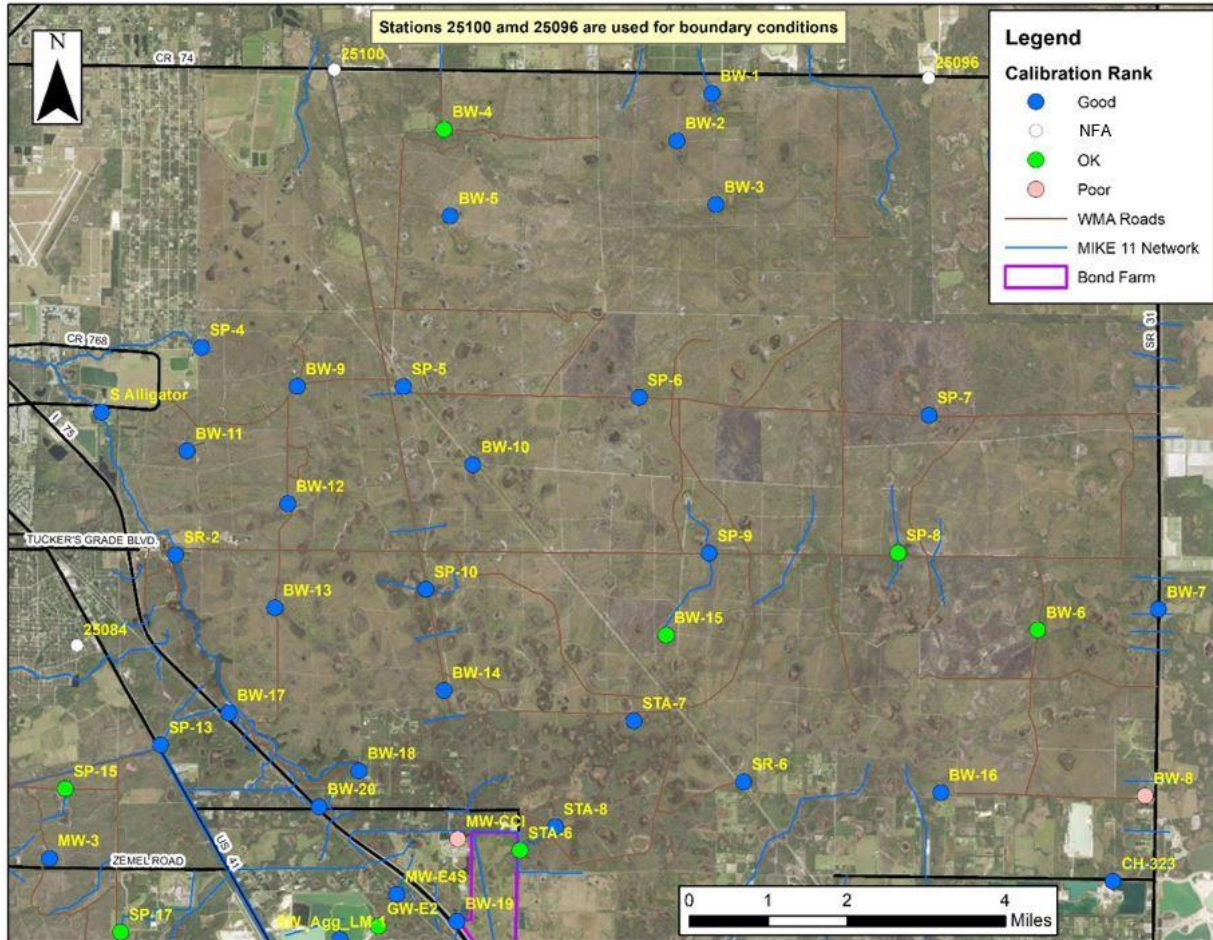 Stations 25100 amd 25096 are used for boundary conditions
N
CR 74
25100
25096
BW-1
BW-4
BW-2
BW-3
BW-5
Legend
Calibration Rank
Good
NFA
OK
Poor
WMA Roads
MIKE 11 Network
Bond Farm
SR 31
CR 768
SP-4
BW-9
SP-5
SP-6
SP-7
S Alligator
I 75
BW-11
BW-10
BW-12
TUCKER'S GRADE BLVD.
SR-2
SP-9
SP-8
SP-10
BW-13
BW-7
BW-15
BW-6
25084
BW-14
BW-17
STA-7
SP-13
BW-18
SR-6
SP-15
BW-16
BW-8
BW-20
STA-8
MW-CCI
STA-6
MW-3
US 41
ZEMEL ROAD
MW-E4S
CH-323
GW-E2
BW-19
SP-17
0 1 2 4
Miles